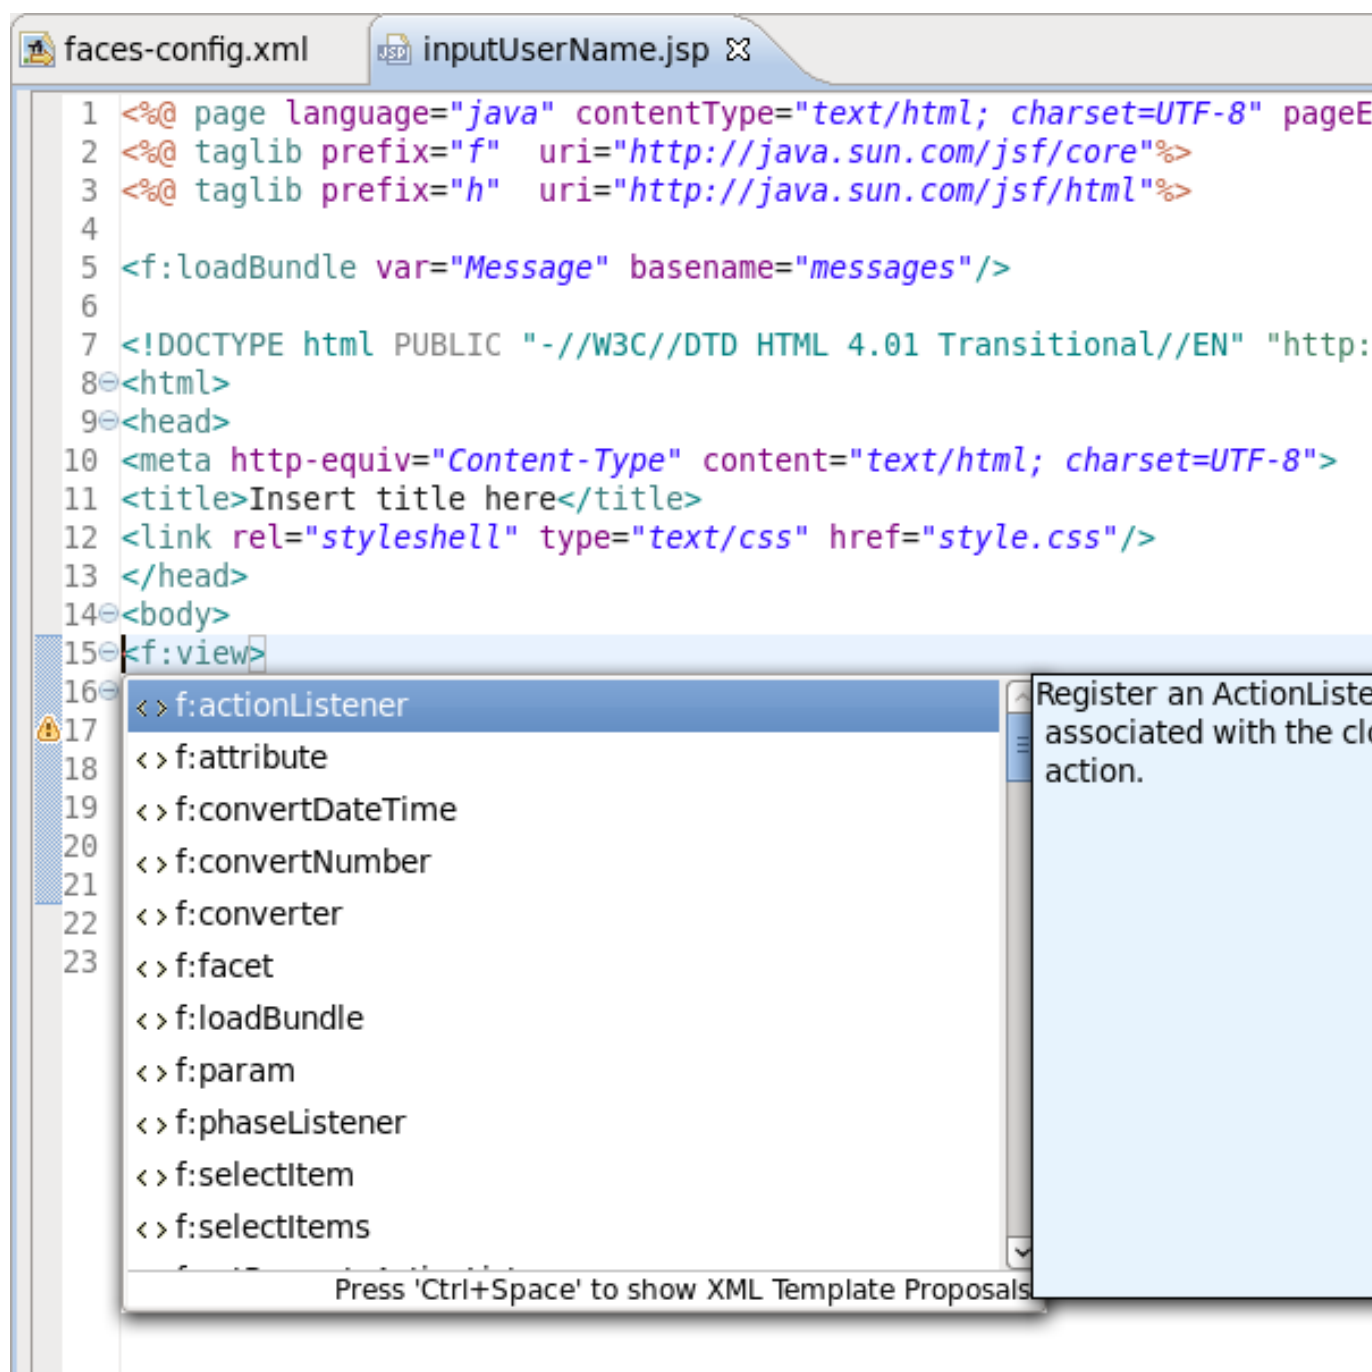 faces-config.xml inputUserName.jsp
1 <%@ page language="java" contentType="text/html; charset=UTF-8" pageE
2 <%@ taglib prefix="f"  uri="http://java.sun.com/jsf/core"%>
3 <%@ taglib prefix="h"  uri="http://java.sun.com/jsf/html"%>
4
5 <f:loadBundle var="Message" basename="messages"/>
6
7 <!DOCTYPE html PUBLIC "-//W3C//DTD HTML 4.01 Transitional//EN" "http:
8 <html>
9 <head>
10 <meta http-equiv="Content-Type" content="text/html; charset=UTF-8">
11 <title>Insert title here</title>
12 <link rel="styleshell" type="text/css" href="style.css"/>
13 </head>
14 <body>
15 <f:view>
16
17
18
19
20
21
22
23
f:actionListener
f:attribute
f:convertDateTime
f:convertNumber
f:converter
f:facet
f:loadBundle
f:param
f:phaseListener
f:selectItem
f:selectItems
Press 'Ctrl+Space' to show XML Template Proposals
Register an ActionListe
associated with the clo
action.